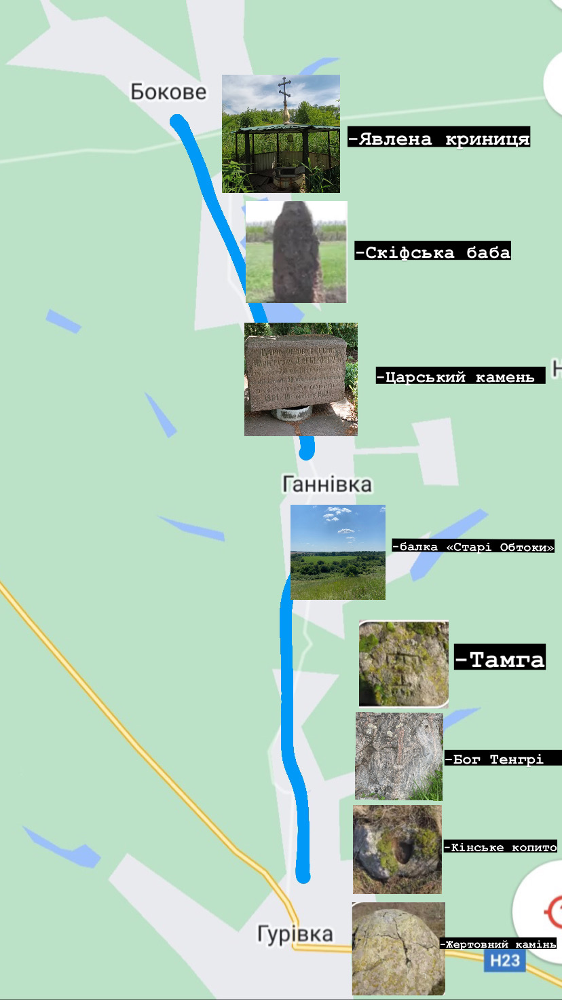 Бокове
-Явлена криниця
-Скіфська баба
-Царський камень
Н
Ганнівка
-балка «Старі Обтоки»
-Тамга
-Бог Тенгрі
-Кінське копито
Гурівка
-Жертовний камінь
H23